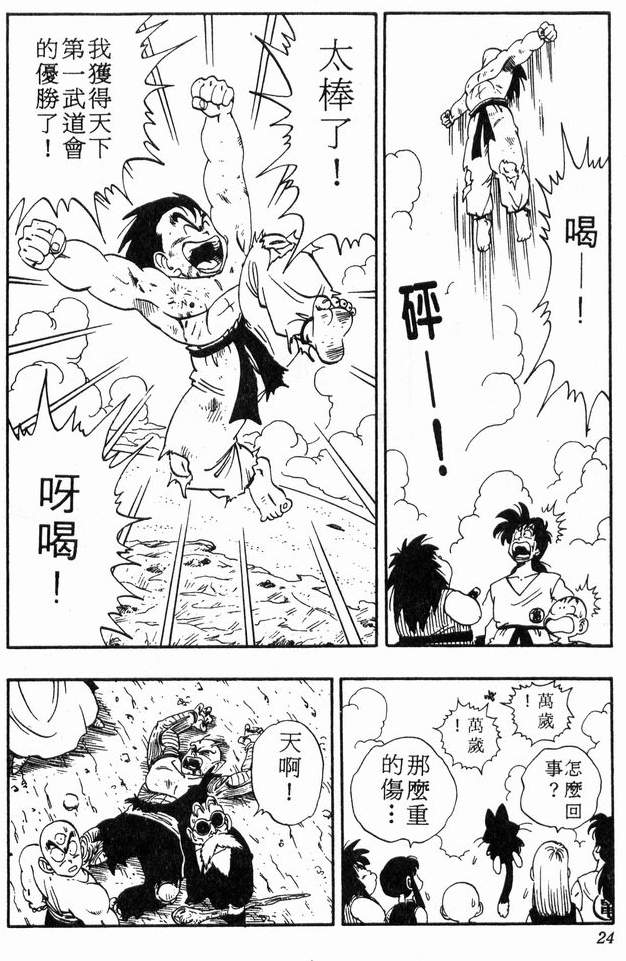 喝—！
砰—！
太棒了！
我獲得天下
第一武道會
的優勝了！
呀喝！
萬歲！
萬歲！
怎麼回
事？
那麼重
的傷…
天啊！
龜
24